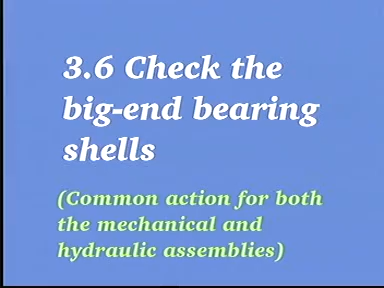 3.6 Check the
big-end bearing
shells
(Common action for both
the mechanical and
hydraulic assemblies)